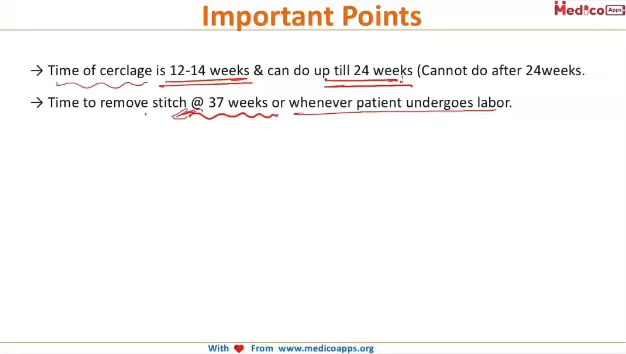 Important Points
Medico Apps
→ Time of cerclage is 12-14 weeks & can do up till 24 weeks (Cannot do after 24weeks.
→ Time to remove stitch @ 37 weeks or whenever patient undergoes labor.
With ❤ From www.medicoapps.org